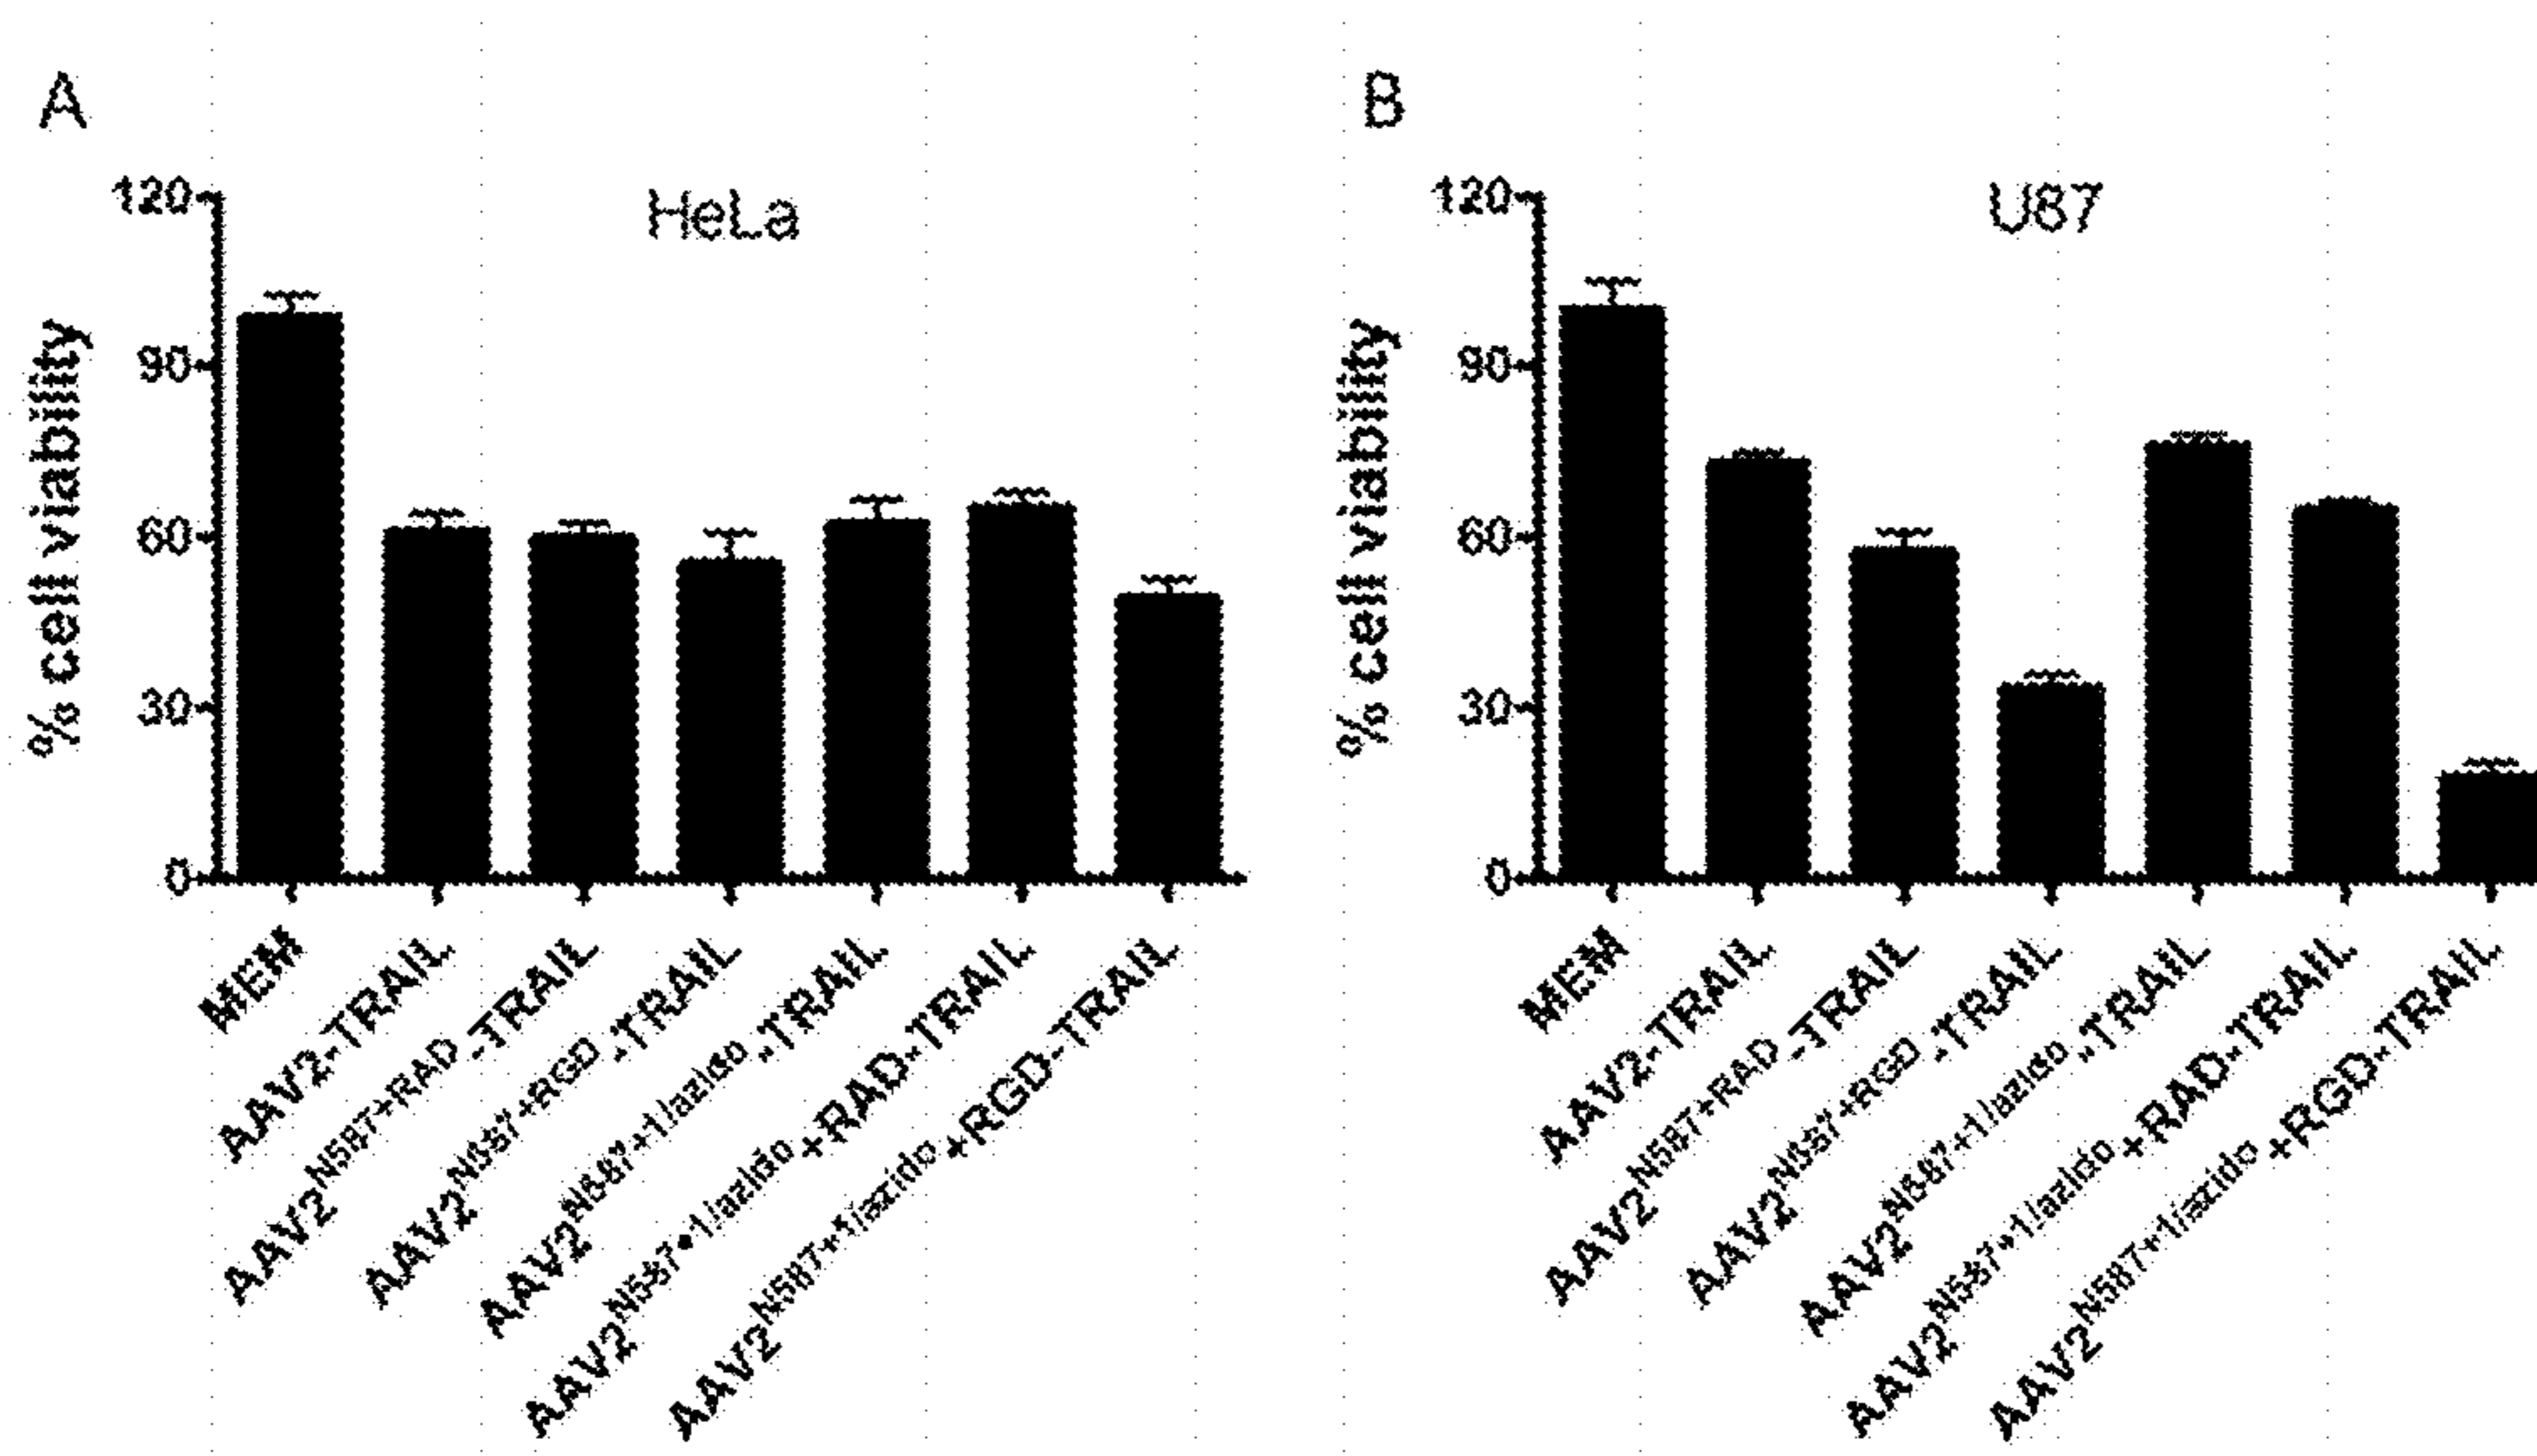 A
HeLa
% cell viability
120
90
60
30
0
MEM
AAV2-TRAIL
AAV2N587+RAD-TRAIL
AAV2N587+RGD-TRAIL
AAV2N587+1/azido-TRAIL
AAV2N587+1/azido+RAD-TRAIL
AAV2N587+1/azido+RGD-TRAIL
B
U87
% cell viability
120
90
60
30
0
MEM
AAV2-TRAIL
AAV2N587+RAD-TRAIL
AAV2N587+RGD-TRAIL
AAV2N587+1/azido-TRAIL
AAV2N587+1/azido+RAD-TRAIL
AAV2N587+1/azido+RGD-TRAIL